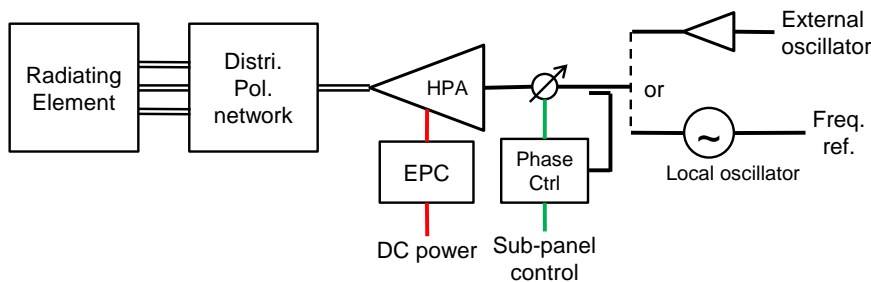 Radiating
Element
Distri.
Pol.
network
HPA
EPC
DC power
Phase
Ctrl
Sub-panel
control
External
oscillator
or
~
Local oscillator
Freq.
ref.